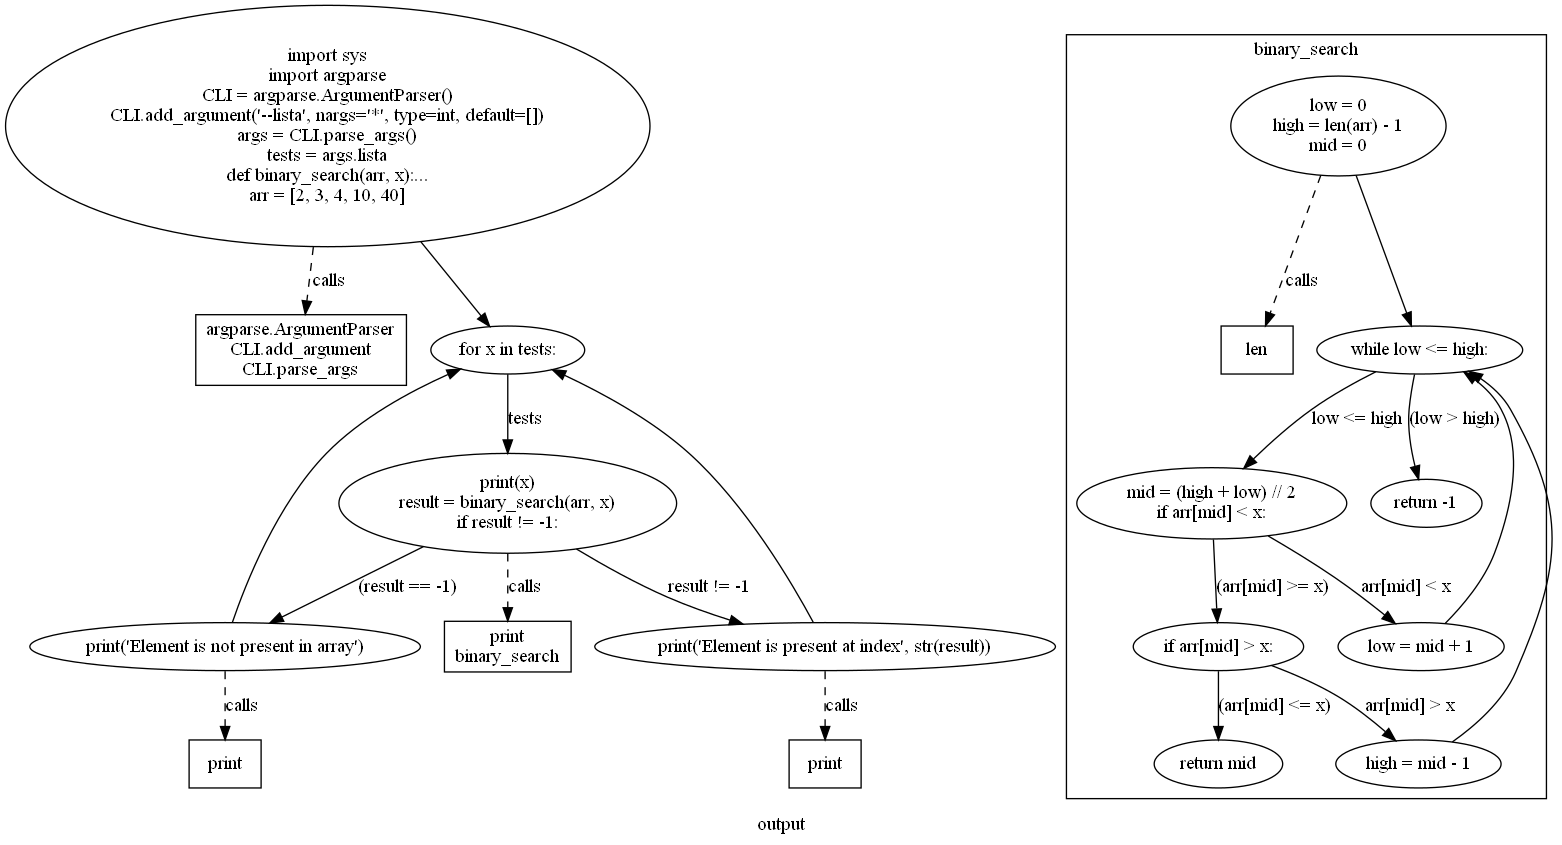 import sys
import argparse
CLI = argparse.ArgumentParser()
CLI.add_argument('--lista', nargs='*', type=int, default=[])
args = CLI.parse_args()
tests = args.lista
def binary_search(arr, x):...
arr = [2, 3, 4, 10, 40]
calls
argparse.ArgumentParser
CLI.add_argument
CLI.parse_args
for x in tests:
tests
print(x)
result = binary_search(arr, x)
if result != -1:
(result == -1)
calls
result != -1
print('Element is not present in array')
print
binary_search
print('Element is present at index', str(result))
calls
calls
print
print
binary_search
low = 0
high = len(arr) - 1
mid = 0
calls
len
while low <= high:
low <= high
(low > high)
mid = (high + low) // 2
if arr[mid] < x:
return -1
(arr[mid] >= x)
arr[mid] < x
if arr[mid] > x:
low = mid + 1
(arr[mid] <= x)
arr[mid] > x
return mid
high = mid - 1
output